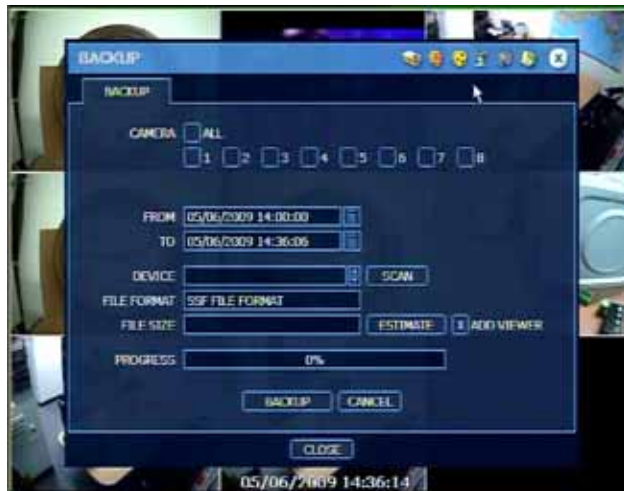 BACKUP
BACKUP
CAMERA ALL
1 2 3 4 5 6 7 8
FROM 05/06/2009 14:00:00
TO 05/06/2009 14:36:06
DEVICE SCAN
FILE FORMAT SSF FILE FORMAT
FILE SIZE ESTIMATE X ADD VIEWER
PROGRESS 0%
BACKUP CANCEL
CLOSE
05/06/2009 14:36:14